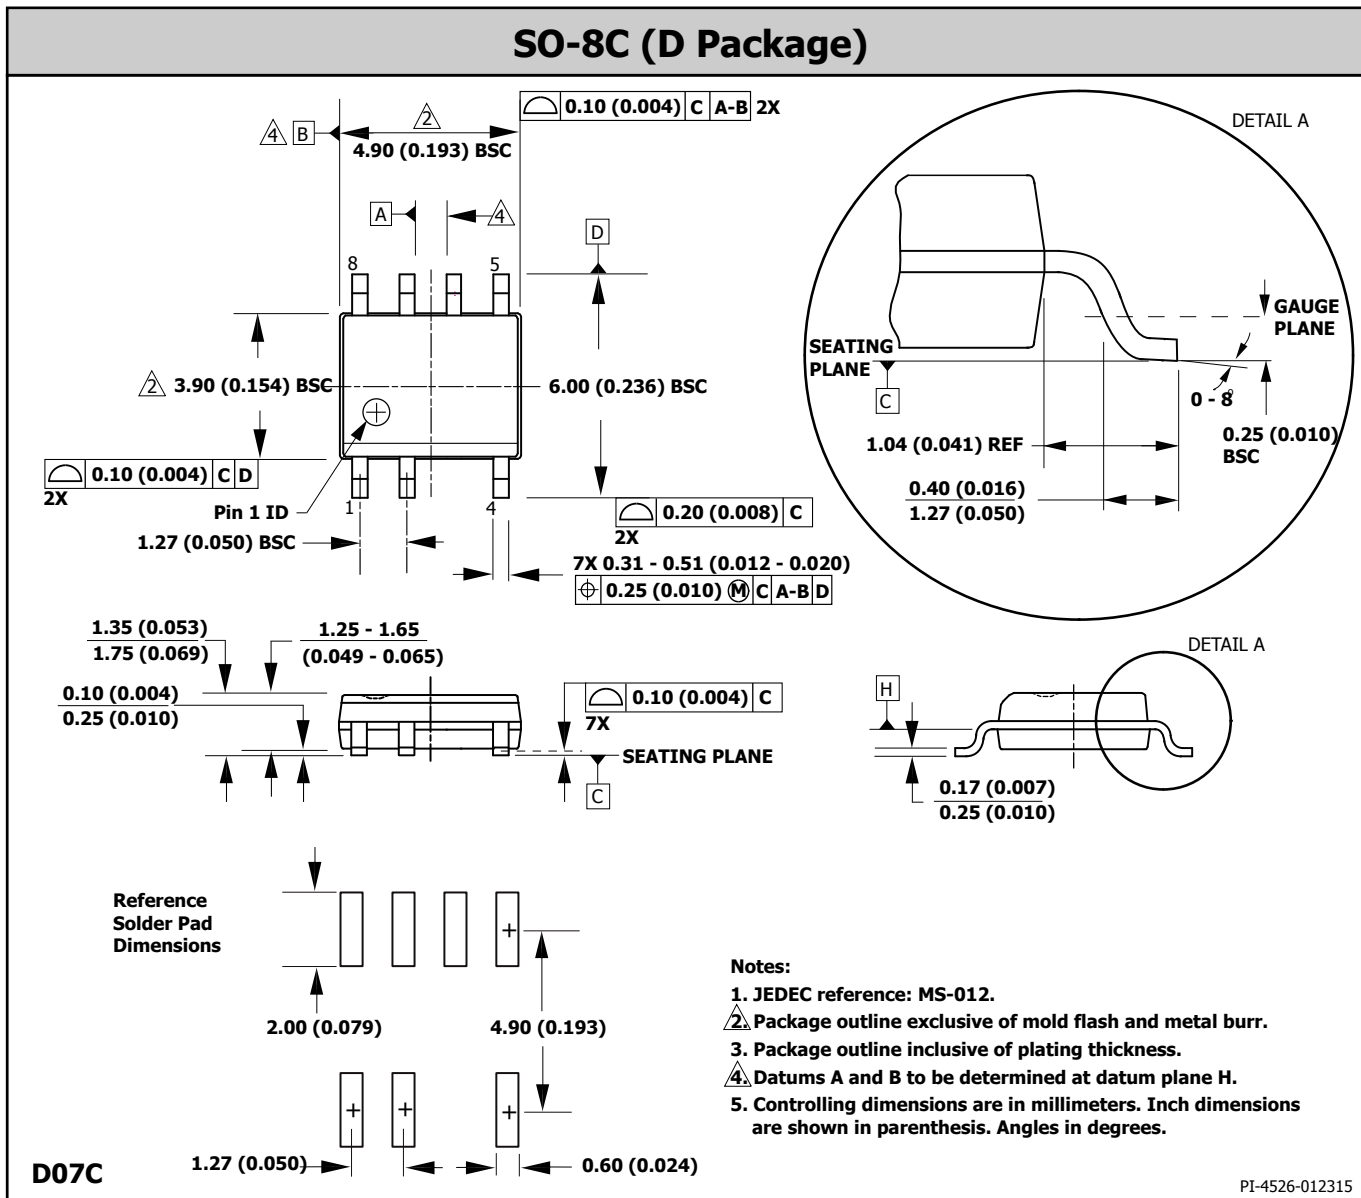 SO-8C (D Package)
0.10 (0.004) C A-B 2X
DETAIL A
4 B
2
4.90 (0.193) BSC
A
4
D
8
5
GAUGE
PLANE
SEATING
PLANE
C
2 3.90 (0.154) BSC
6.00 (0.236) BSC
0 - 8°
1.04 (0.041) REF
0.25 (0.010)
BSC
0.10 (0.004) C D
2X
0.40 (0.016)
1.27 (0.050)
Pin 1 ID
1
4
0.20 (0.008) C
2X
1.27 (0.050) BSC
7X 0.31 - 0.51 (0.012 - 0.020)
0.25 (0.010) M C A-B D
1.35 (0.053)
1.75 (0.069)
1.25 - 1.65
(0.049 - 0.065)
DETAIL A
0.10 (0.004)
0.25 (0.010)
0.10 (0.004) C
7X
H
SEATING PLANE
C
0.17 (0.007)
0.25 (0.010)
Reference
Solder Pad
Dimensions
2.00 (0.079)
4.90 (0.193)
Notes:
1. JEDEC reference: MS-012.
2. Package outline exclusive of mold flash and metal burr.
3. Package outline inclusive of plating thickness.
4. Datums A and B to be determined at datum plane H.
5. Controlling dimensions are in millimeters. Inch dimensions
are shown in parenthesis. Angles in degrees.
1.27 (0.050)
0.60 (0.024)
D07C
PI-4526-012315